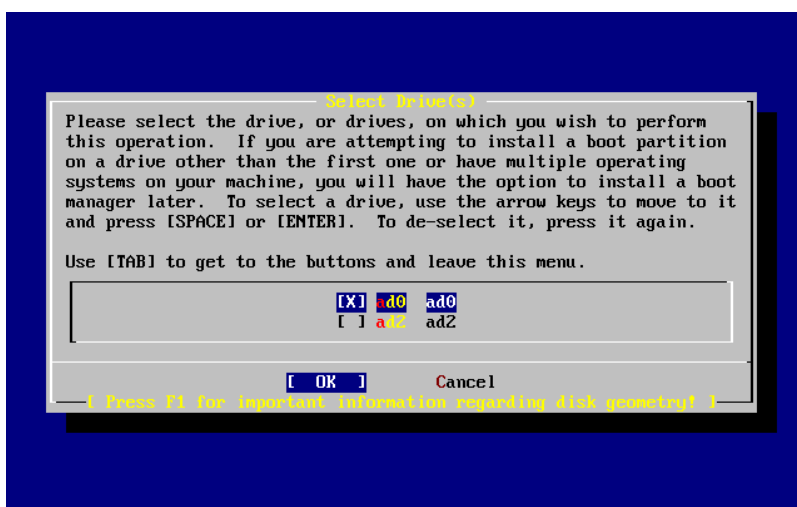 Select Drive(s)
Please select the drive, or drives, on which you wish to perform
this operation.  If you are attempting to install a boot partition
on a drive other than the first one or have multiple operating
systems on your machine, you will have the option to install a boot
manager later.  To select a drive, use the arrow keys to move to it
and press [SPACE] or [ENTER].  To de-select it, press it again.
Use [TAB] to get to the buttons and leave this menu.
[X] ad0  ad0
[ ] ad2  ad2
[  OK  ]  Cancel
[ Press F1 for important information regarding disk geometry! ]